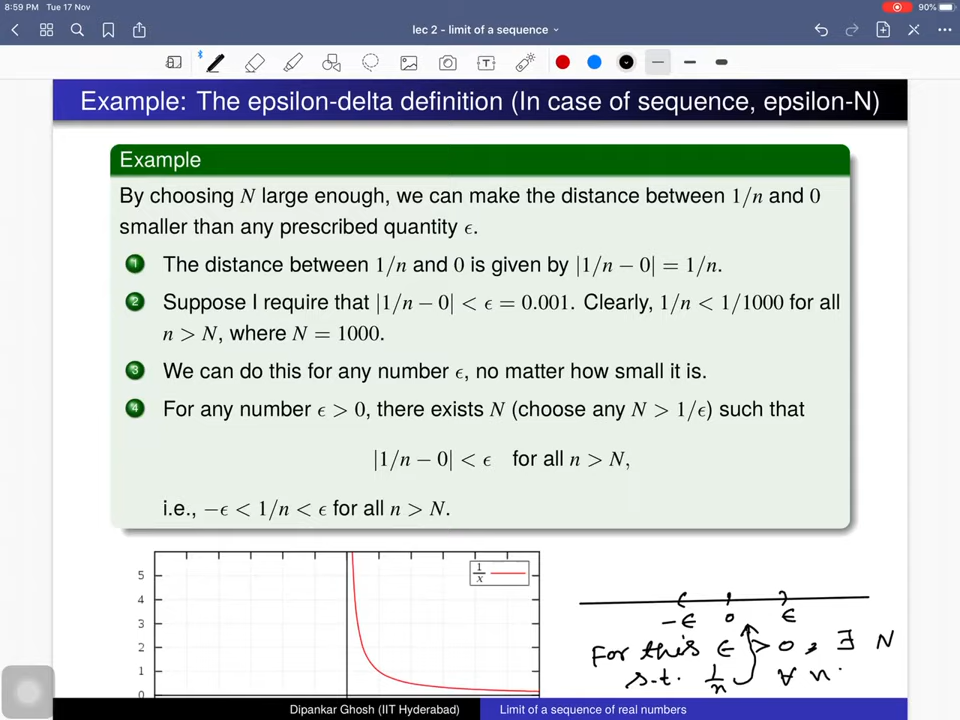 8:59 PM Tue 17 Nov
90%
lec 2 - limit of a sequence
T
Example: The epsilon-delta definition (In case of sequence, epsilon-N)
Example
By choosing N large enough, we can make the distance between 1/n and 0
smaller than any prescribed quantity ϵ.
1 The distance between 1/n and 0 is given by |1/n − 0| = 1/n.
2 Suppose I require that |1/n − 0| < ϵ = 0.001. Clearly, 1/n < 1/1000 for all
n > N, where N = 1000.
3 We can do this for any number ϵ, no matter how small it is.
4 For any number ϵ > 0, there exists N (choose any N > 1/ϵ) such that
|1/n − 0| < ϵ for all n > N,
i.e., −ϵ < 1/n < ϵ for all n > N.
1/x
5
4
3
2
1
0
−ϵ 0 ϵ
For this ϵ > 0, ∃ N
s.t. 1/n ∀ n
Dipankar Ghosh (IIT Hyderabad) Limit of a sequence of real numbers